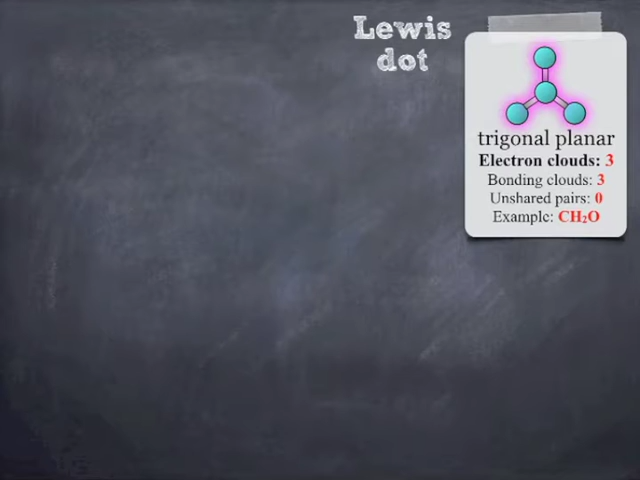 Lewis
dot
trigonal planar
Electron clouds: 3
Bonding clouds: 3
Unshared pairs: 0
Example: CH₂O